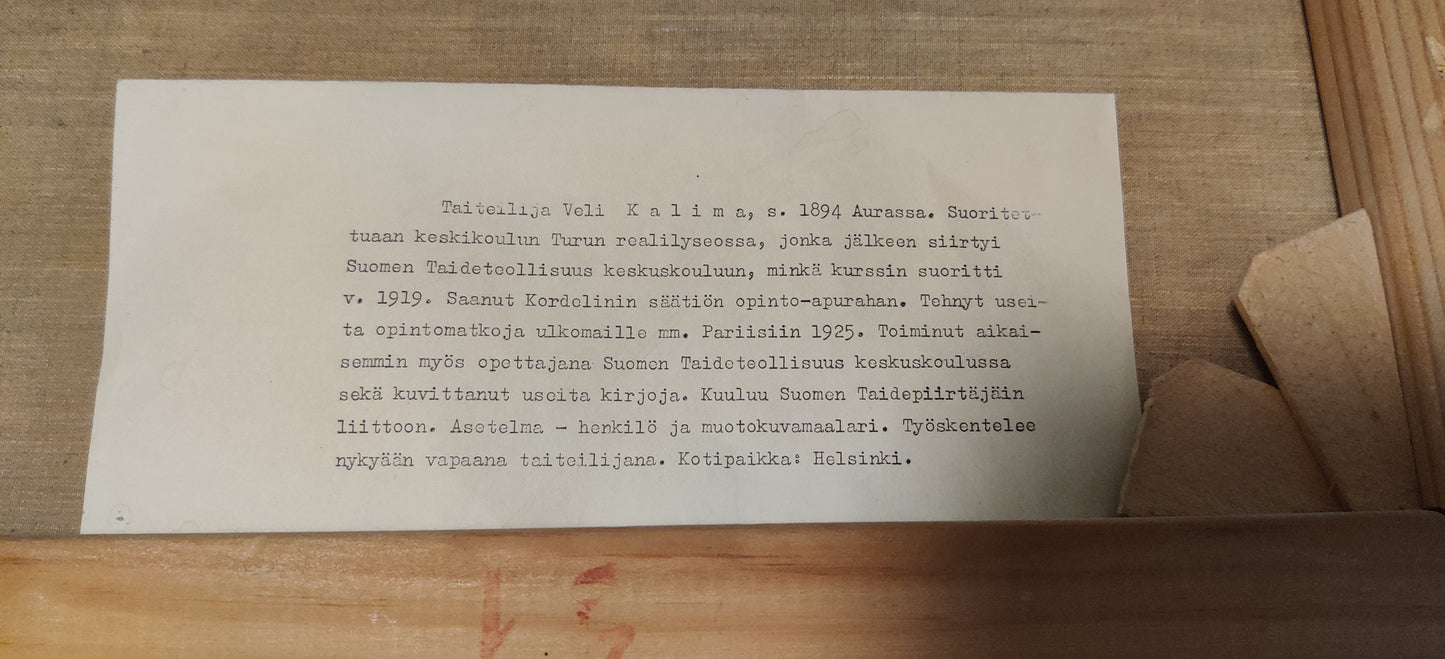 Taiteilija Veli K a l i m a, s. 1894 Aurassa. Suoritet-
tuaan keskikoulun Turun realilyseossa, jonka jälkeen siirtyi
Suomen Taideteollisuus keskuskouluun, minkä kurssin suoritti
v. 1919. Saanut Kordelinin säätiön opinto-apurahan. Tehnyt usei-
ta opintomatkoja ulkomaille mm. Pariisiin 1925. Toiminut aikai-
semmin myös opettajana Suomen Taideteollisuus keskuskoulussa
sekä kuvittanut useita kirjoja. Kuuluu Suomen Taidepiirtäjäin
liittoon. Asetelma - henkilö ja muotokuvamaalari. Työskentelee
nykyään vapaana taiteilijana. Kotipaikka: Helsinki.